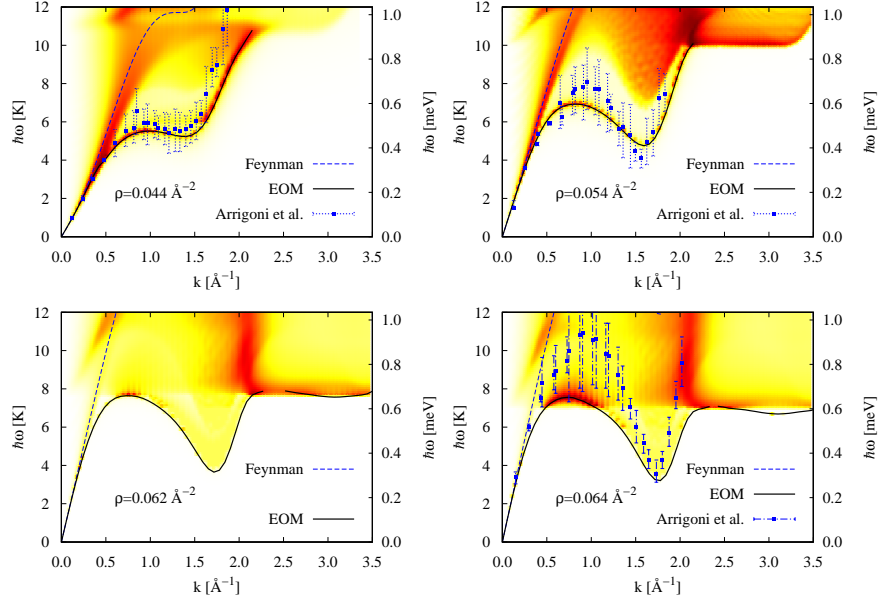 12
10
8
6
4
2
0
ħω [K]
1.0
0.8
0.6
0.4
0.2
0.0
ħω [meV]
Feynman
EOM
Arrigoni et al.
ρ=0.044 Å⁻²
0.0 0.5 1.0 1.5 2.0 2.5 3.0 3.5
k [Å⁻¹]
12
10
8
6
4
2
0
ħω [K]
1.0
0.8
0.6
0.4
0.2
0.0
ħω [meV]
Feynman
EOM
Arrigoni et al.
ρ=0.054 Å⁻²
0.0 0.5 1.0 1.5 2.0 2.5 3.0 3.5
k [Å⁻¹]
12
10
8
6
4
2
0
ħω [K]
1.0
0.8
0.6
0.4
0.2
0.0
ħω [meV]
Feynman
ρ=0.062 Å⁻²
EOM
0.0 0.5 1.0 1.5 2.0 2.5 3.0 3.5
k [Å⁻¹]
12
10
8
6
4
2
0
ħω [K]
1.0
0.8
0.6
0.4
0.2
0.0
ħω [meV]
Feynman
ρ=0.064 Å⁻²
EOM
Arrigoni et al.
0.0 0.5 1.0 1.5 2.0 2.5 3.0 3.5
k [Å⁻¹]